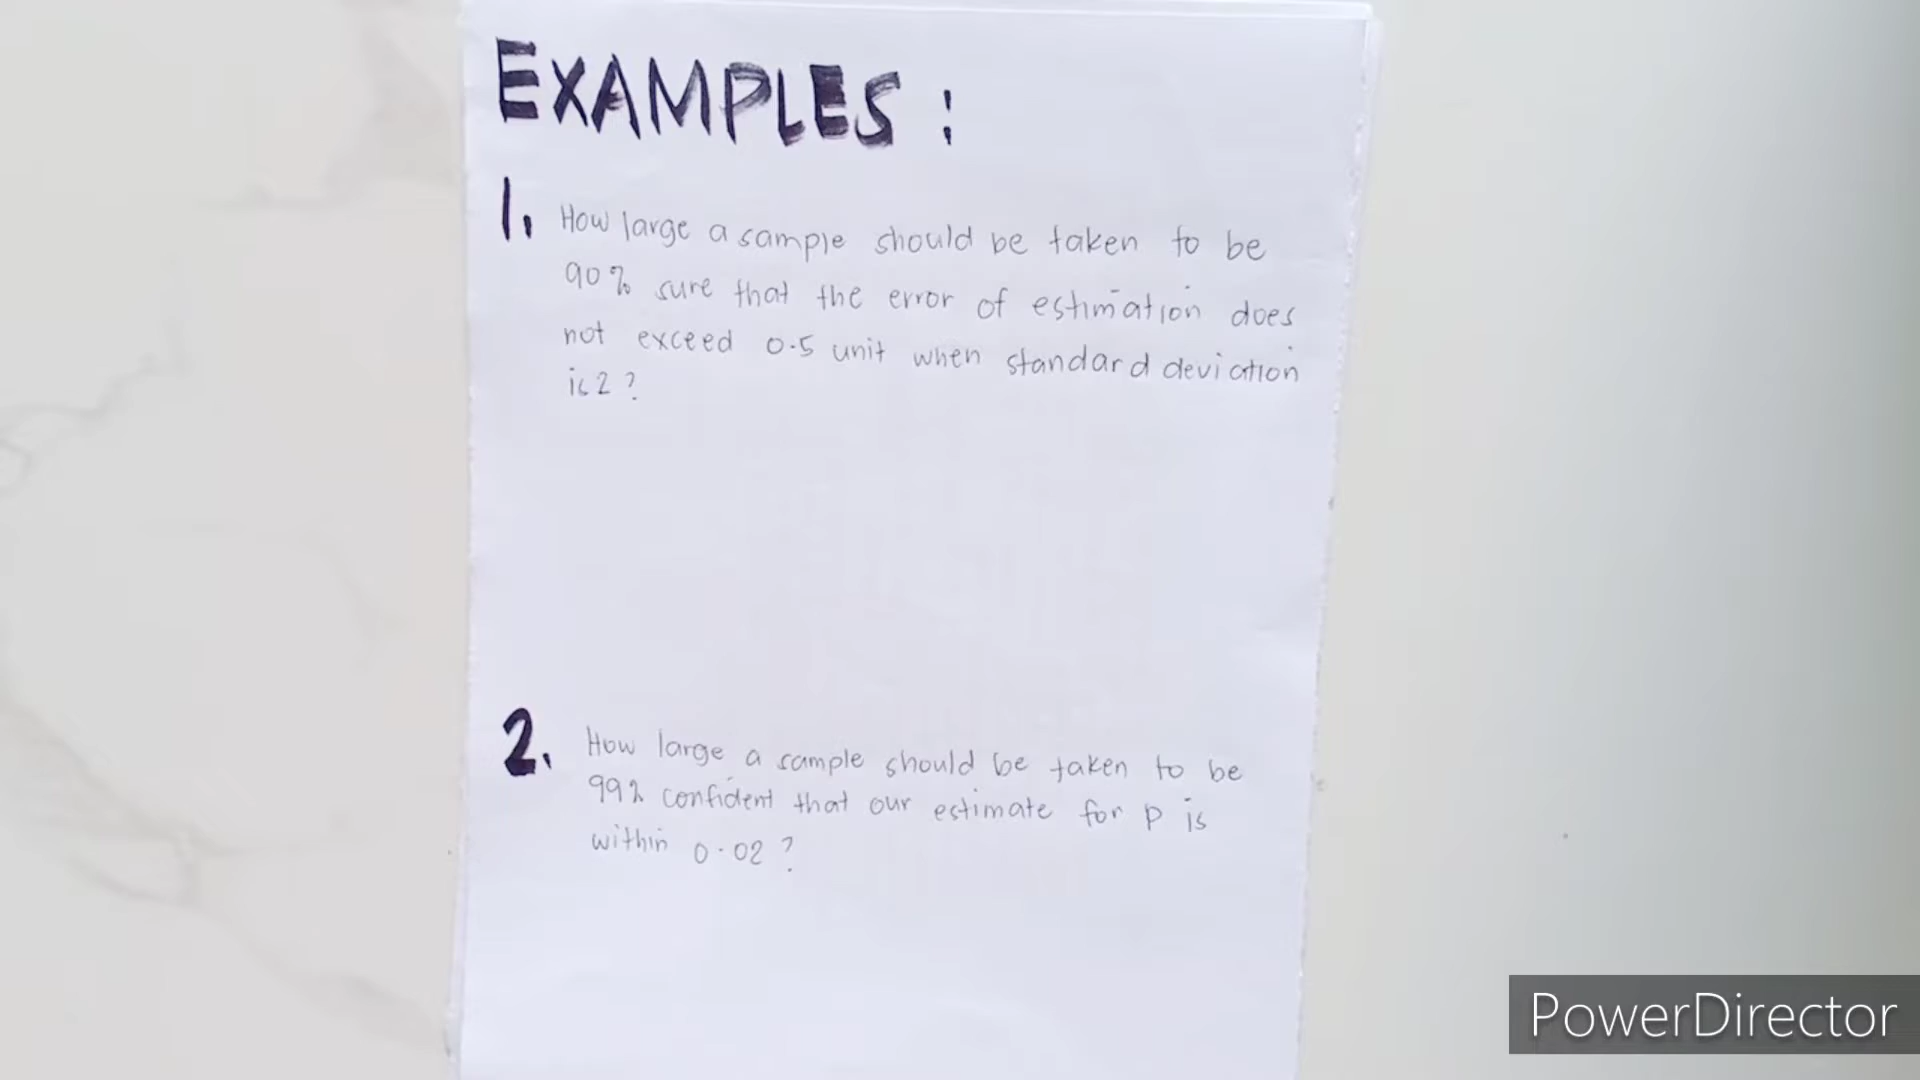 EXAMPLES :
1. How large a sample should be taken to be
90% sure that the error of estimation does
not exceed 0.5 unit when standard deviation
is 2 ?
2. How large a sample should be taken to be
99% confident that our estimate for p is
within 0.02 ?
PowerDirector